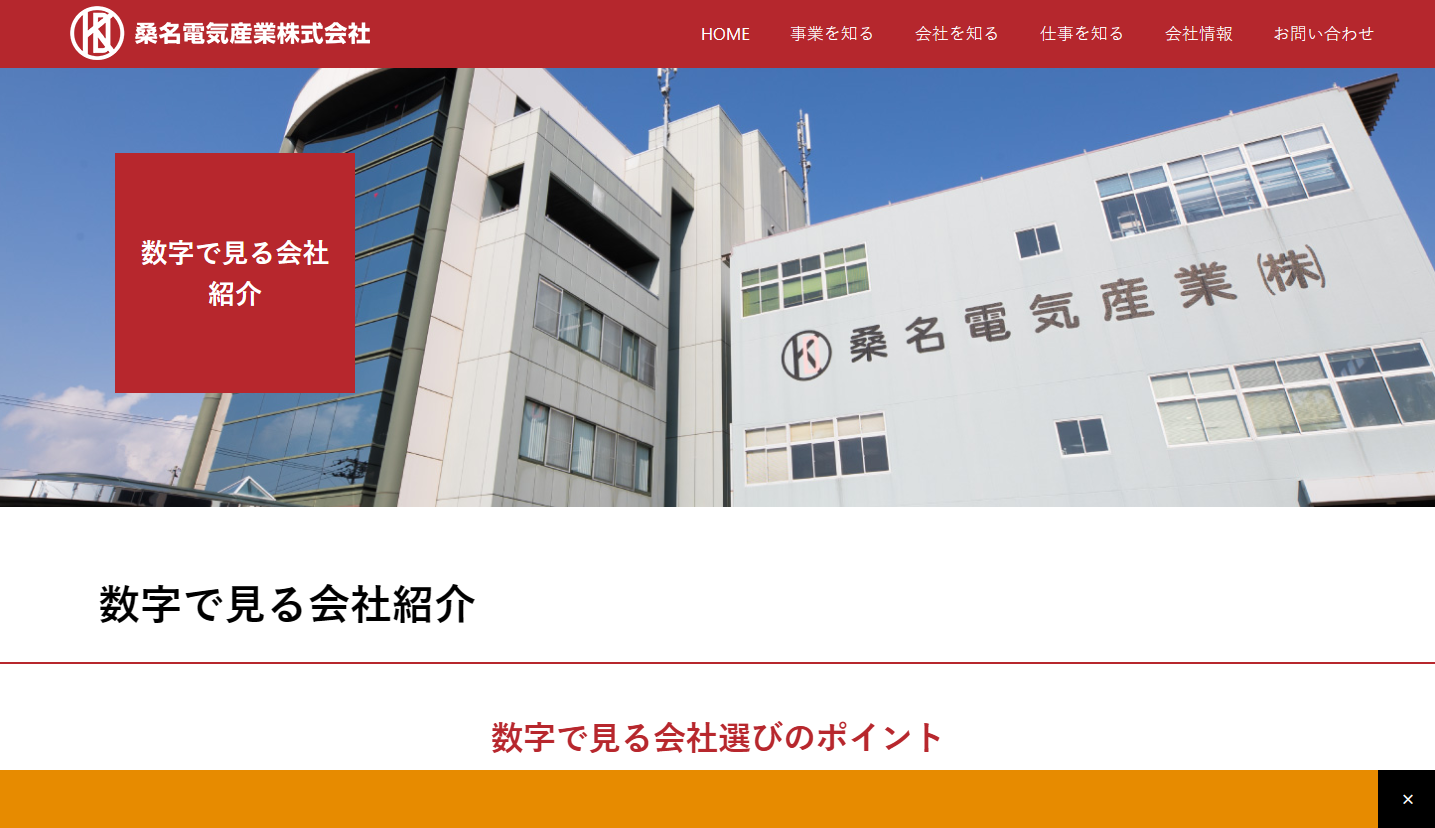 桑名電気産業株式会社
HOME
事業を知る
会社を知る
仕事を知る
会社情報
お問い合わせ
数字で見る会社
紹介
桑名電気産業㈱
数字で見る会社紹介
数字で見る会社選びのポイント
×